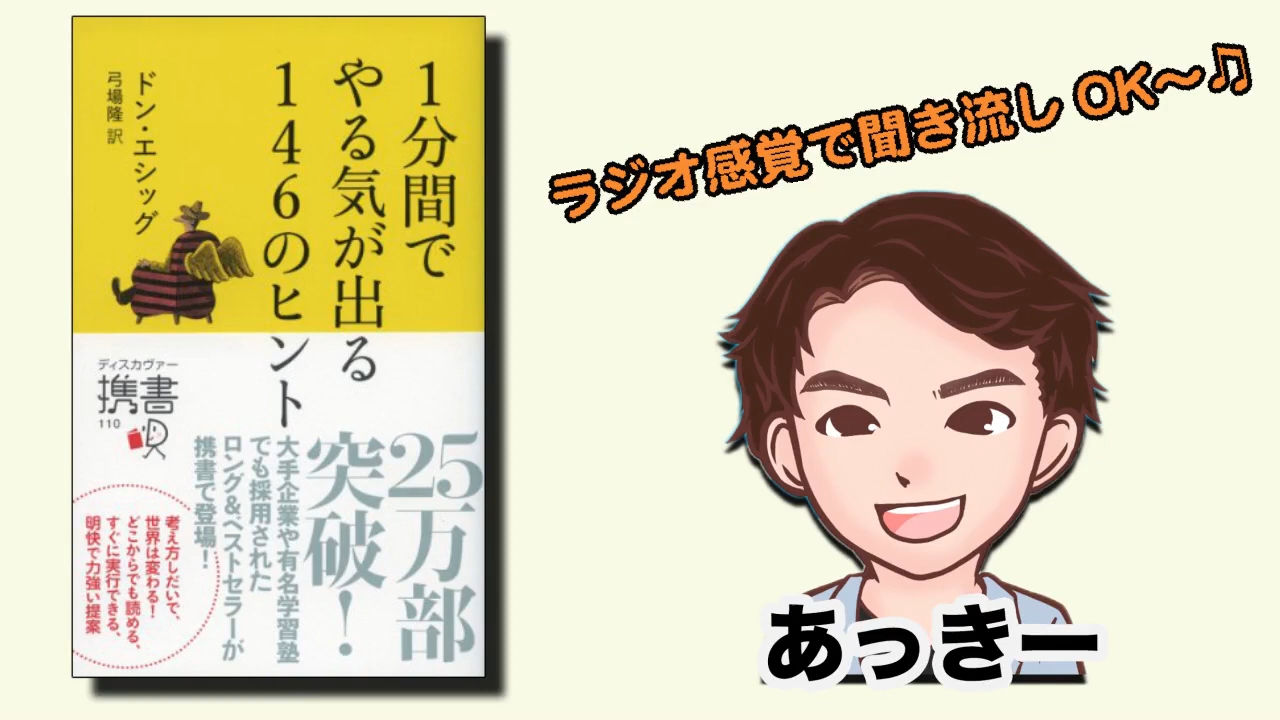 1分間で
やる気が出る
146のヒント
ドン・エシッグ
弓場隆 訳
ディスカヴァー
携書
110
25万部
突破！
大手企業や有名学習塾
でも採用された
ロング&ベストセラーが
携書で登場！
考え方しだいで、
世界は変わる！
どこからでも読める、
すぐに実行できる、
明快で力強い提案
ラジオ感覚で聞き流し OK〜♫
あっきー